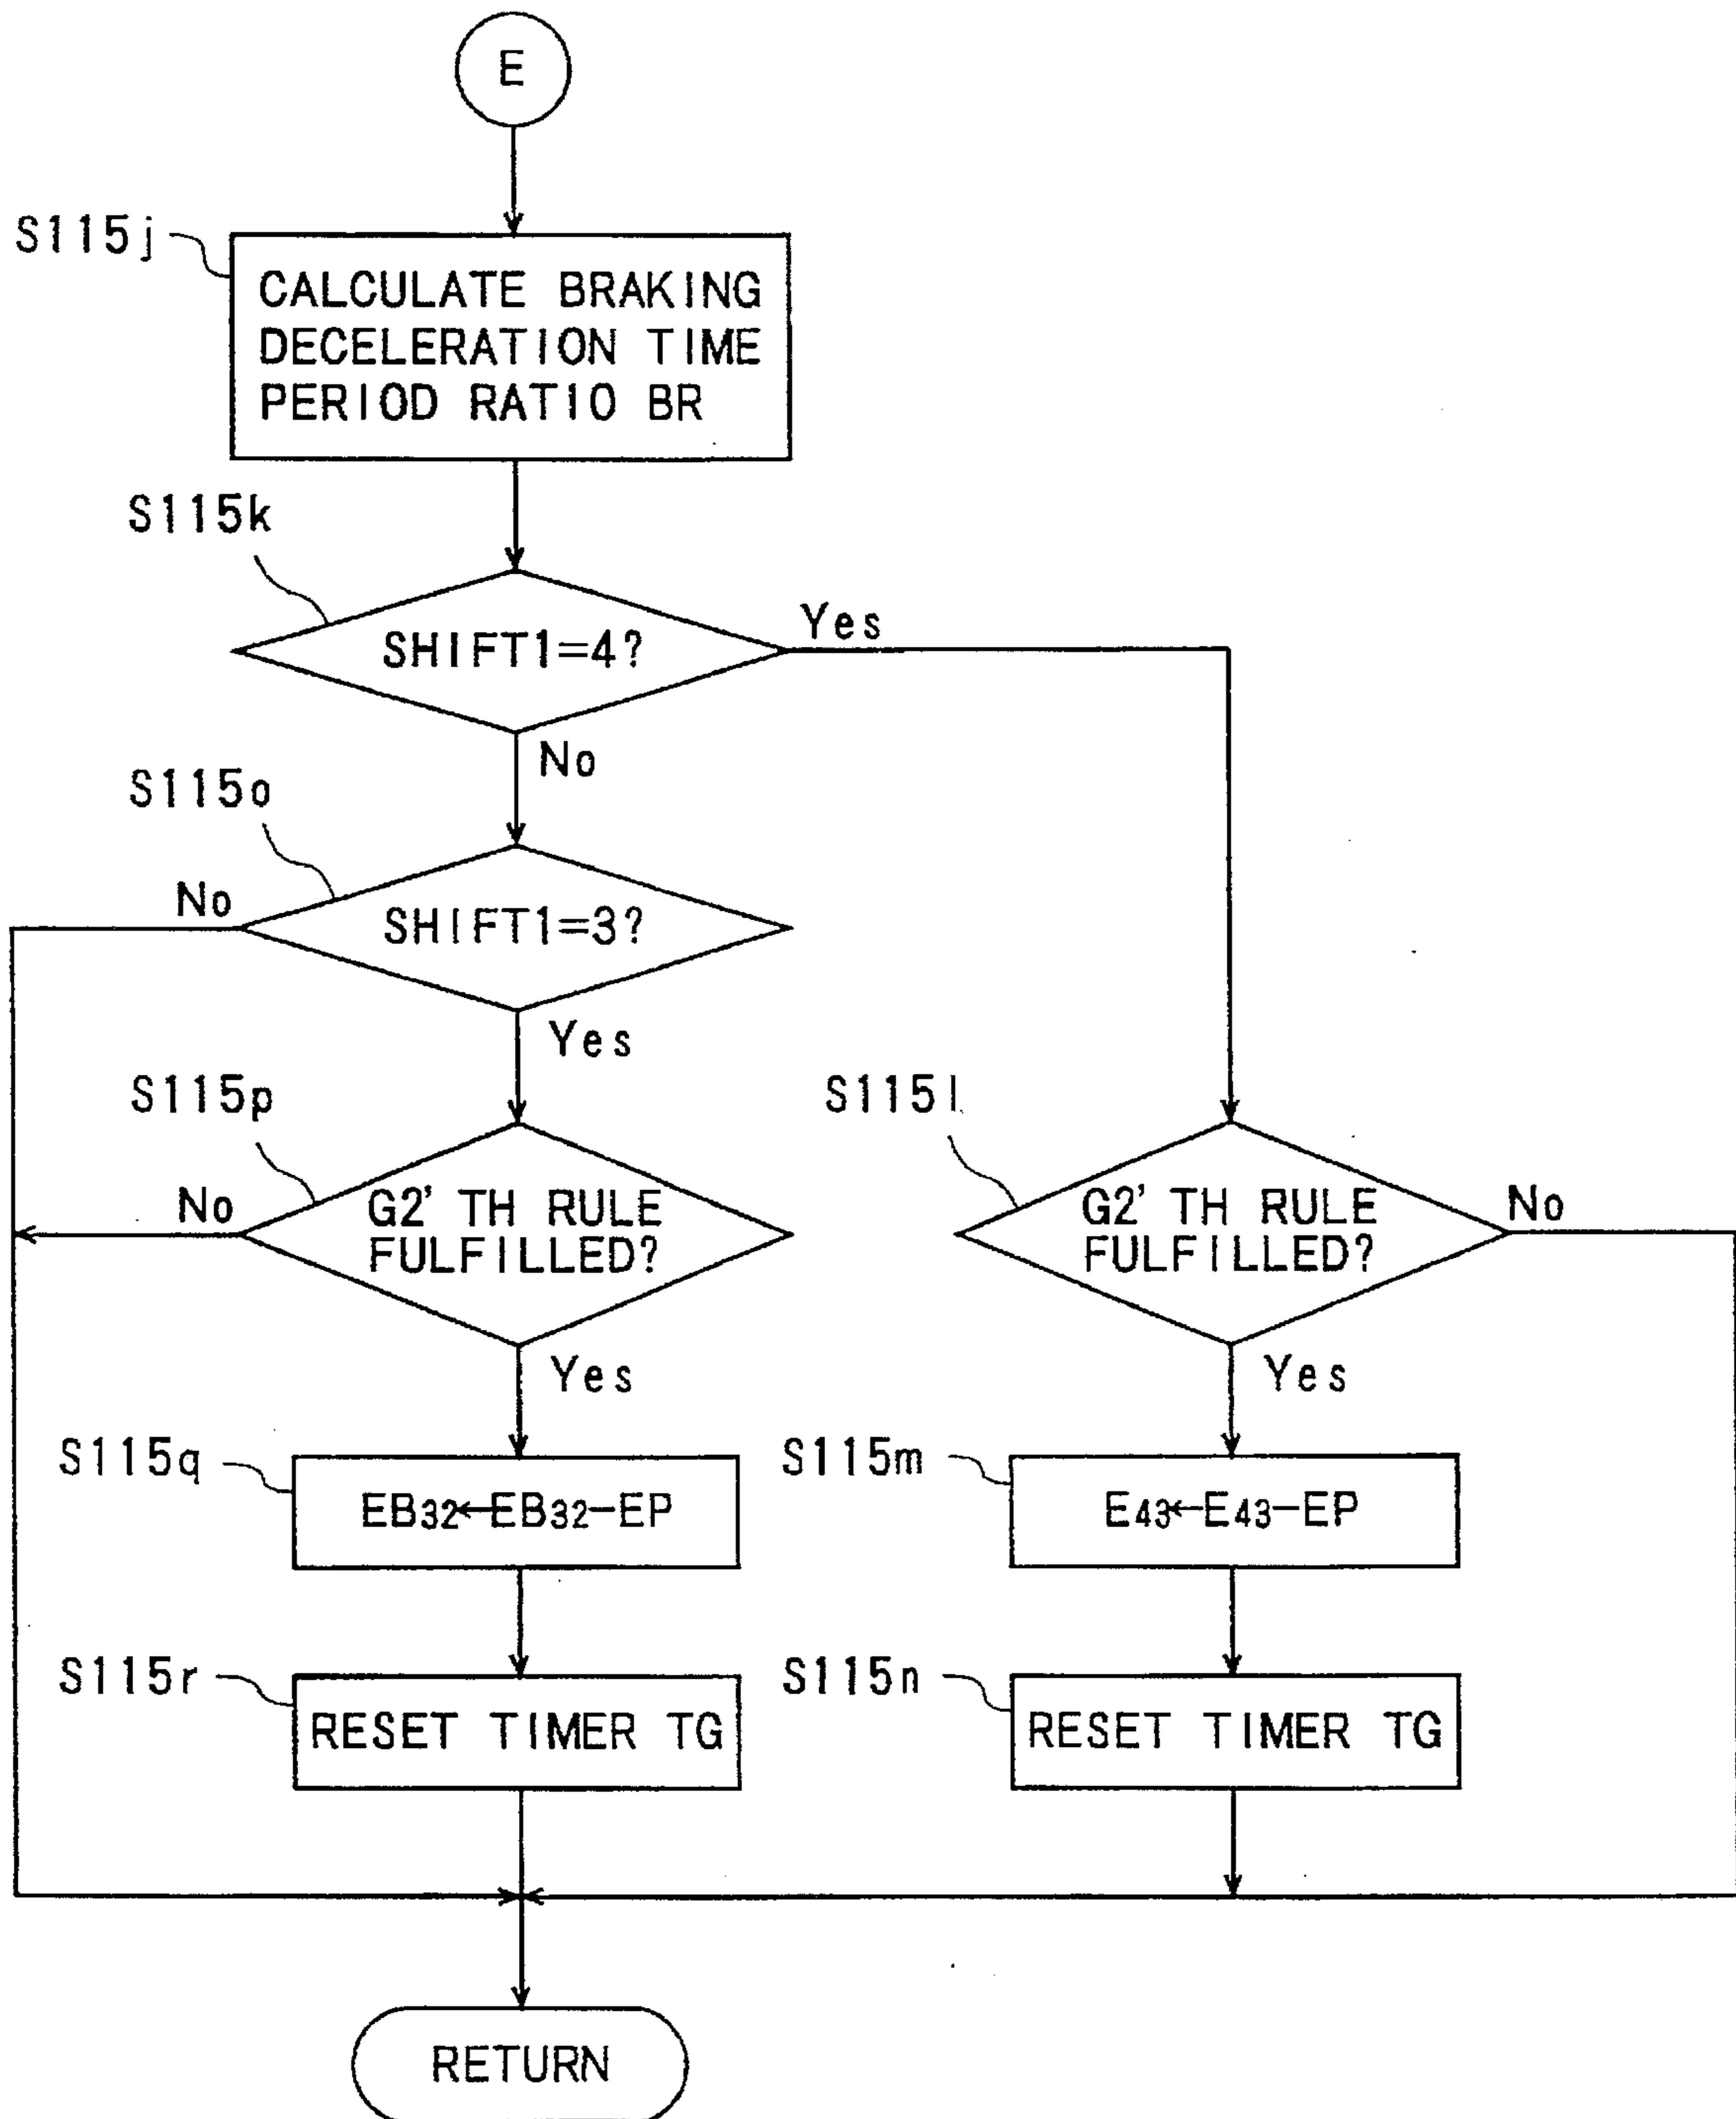 E
S115j
CALCULATE BRAKING
DECELERATION TIME
PERIOD RATIO BR
S115k
SHIFT1=4?
Yes
No
S115o
SHIFT1=3?
No
Yes
S115p
G2' TH RULE
FULFILLED?
No
Yes
S115l
G2' TH RULE
FULFILLED?
No
Yes
S115q
EB32←EB32-EP
S115m
E43←E43-EP
S115r
RESET TIMER TG
S115n
RESET TIMER TG
RETURN